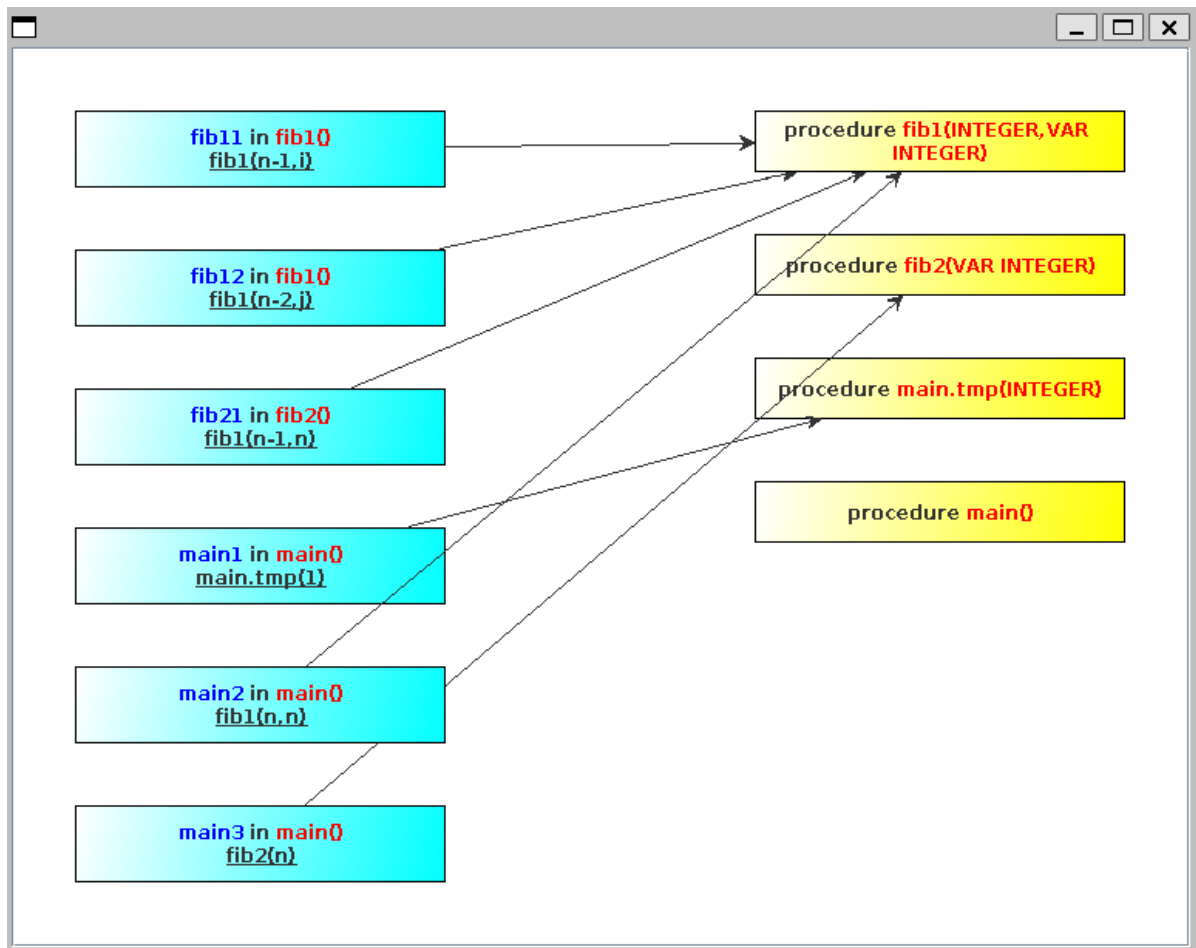 fib11 in fib1()
fib1(n-1,i)
procedure fib1(INTEGER,VAR
INTEGER)
fib12 in fib1()
fib1(n-2,j)
procedure fib2(VAR INTEGER)
fib21 in fib2()
fib1(n-1,n)
procedure main.tmp(INTEGER)
main1 in main()
main.tmp(1)
procedure main()
main2 in main()
fib1(n,n)
main3 in main()
fib2(n)